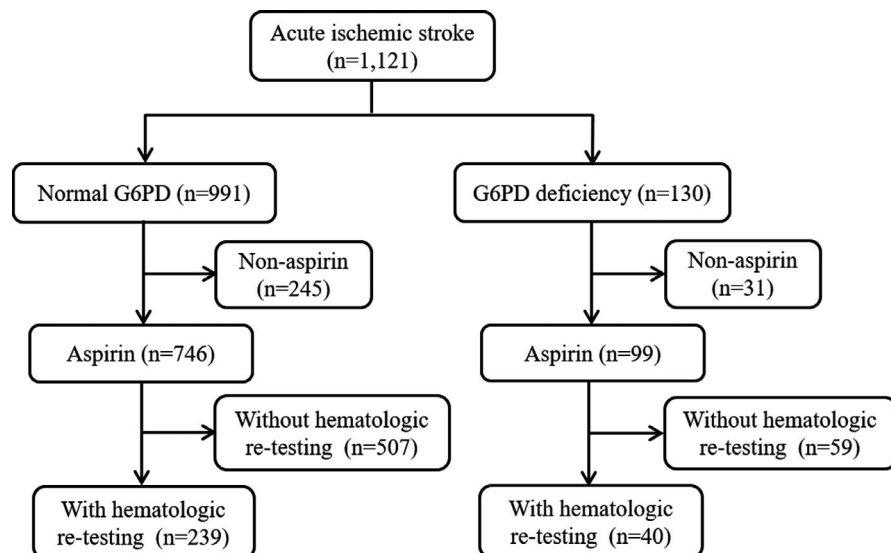 Acute ischemic stroke
(n=1,121)
Normal G6PD (n=991)
G6PD deficiency (n=130)
Non-aspirin
(n=245)
Non-aspirin
(n=31)
Aspirin (n=746)
Aspirin (n=99)
Without hematologic
re-testing (n=507)
Without hematologic
re-testing (n=59)
With hematologic
re-testing (n=239)
With hematologic
re-testing (n=40)